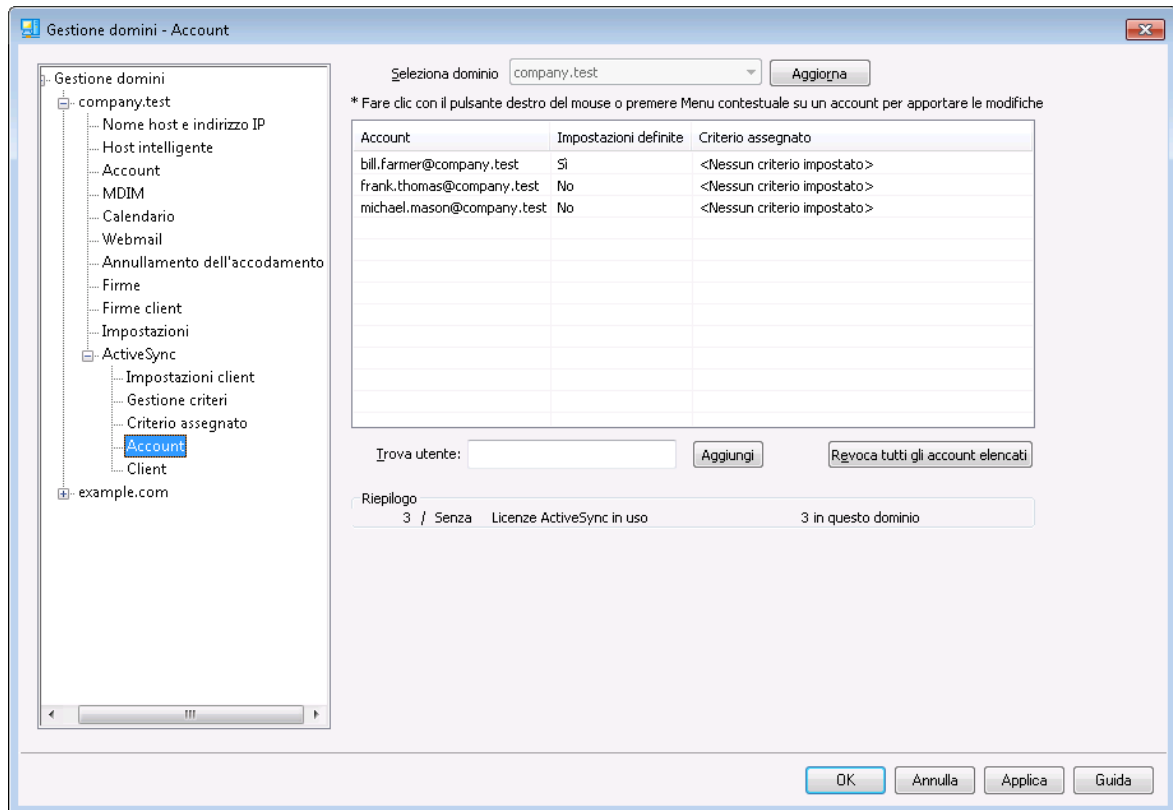 Gestione domini - Account
Gestione domini
company.test
Nome host e indirizzo IP
Host intelligente
Account
MDIM
Calendario
Webmail
Annullamento dell'accodamento
Firme
Firme client
Impostazioni
ActiveSync
Impostazioni client
Gestione criteri
Criterio assegnato
Account
Client
example.com
Seleziona dominio company.test Aggiorna
* Fare clic con il pulsante destro del mouse o premere Menu contestuale su un account per apportare le modifiche
Account Impostazioni definite Criterio assegnato
bill.farmer@company.test Sì <Nessun criterio impostato>
frank.thomas@company.test No <Nessun criterio impostato>
michael.mason@company.test No <Nessun criterio impostato>
Trova utente: Aggiungi Revoca tutti gli account elencati
Riepilogo
3 / Senza Licenze ActiveSync in uso 3 in questo dominio
OK Annulla Applica Guida